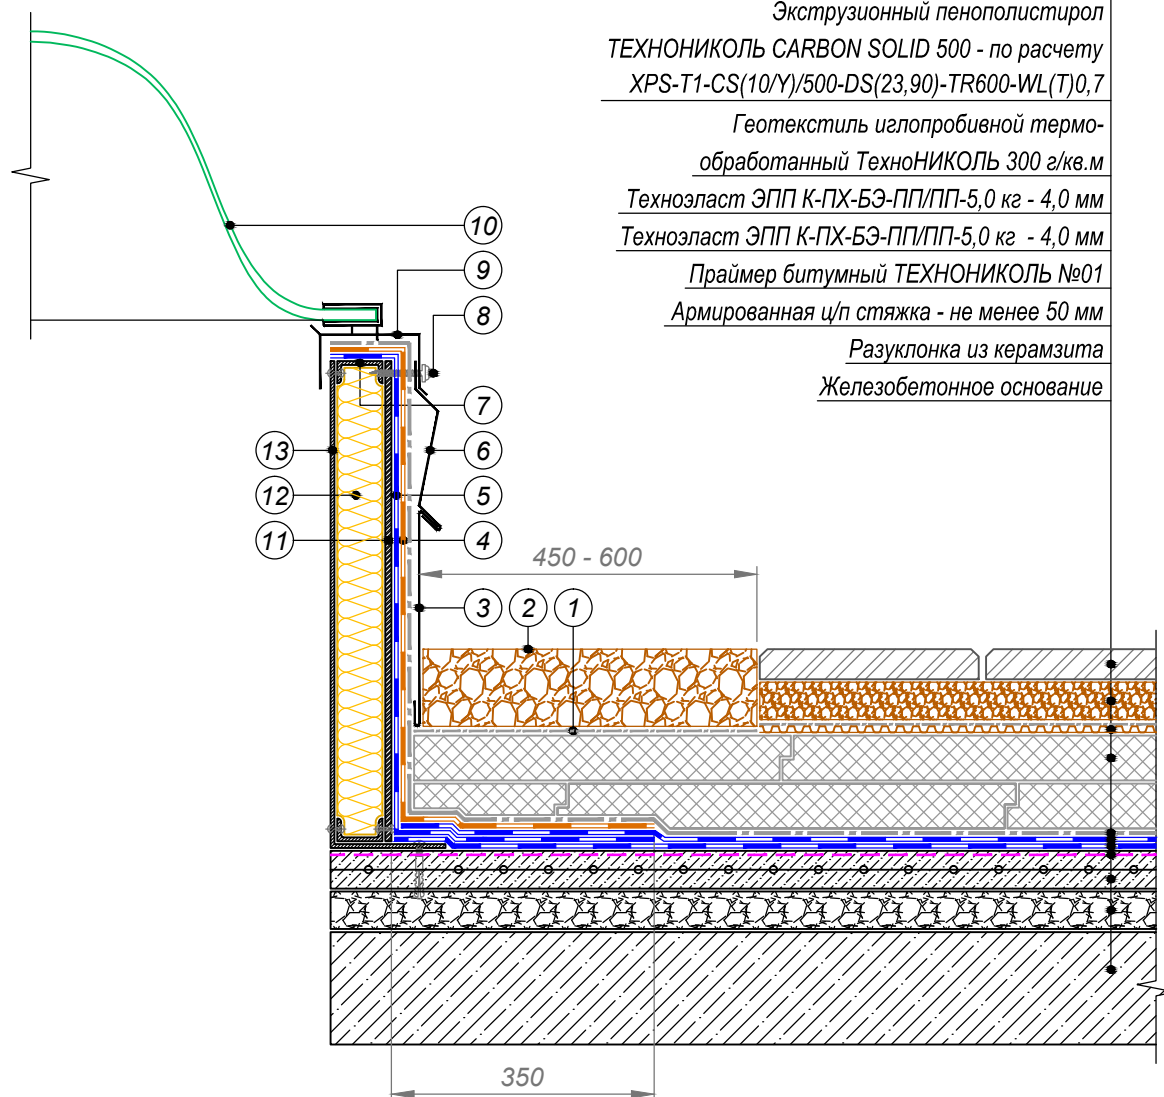 Экструзионный пенополистирол
ТЕХНОНИКОЛЬ CARBON SOLID 500 - по расчету
XPS-T1-CS(10/Y)/500-DS(23,90)-TR600-WL(T)0,7
Геотекстиль иглопробивной термо-
обработанный ТехноНИКОЛЬ 300 г/кв.м
Техноэласт ЭПП К-ПХ-БЭ-ПП/ПП-5,0 кг - 4,0 мм
Техноэласт ЭПП К-ПХ-БЭ-ПП/ПП-5,0 кг - 4,0 мм
Праймер битумный ТЕХНОНИКОЛЬ №01
Армированная ц/п стяжка - не менее 50 мм
Разуклонка из керамзита
Железобетонное основание
10
9
8
7
13
6
12
5
11
4
450 - 600
3
2
1
350